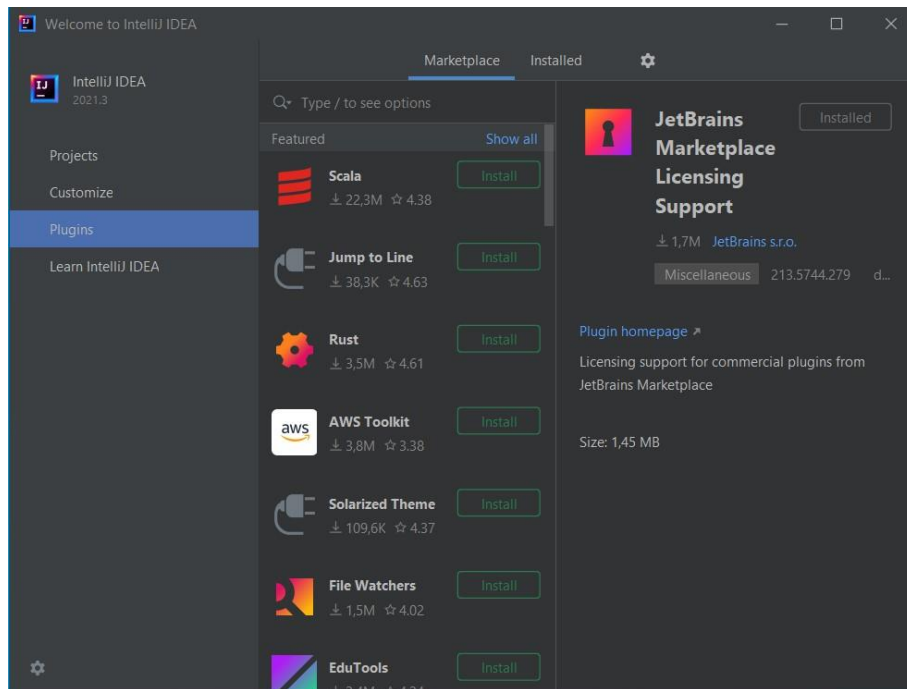 Welcome to IntelliJ IDEA
IntelliJ IDEA
2021.3
Projects
Customize
Plugins
Learn IntelliJ IDEA
Marketplace Installed
Type / to see options
Featured Show all
Scala Install
22,3M 4.38
Jump to Line Install
38,3K 4.63
Rust Install
3,5M 4.61
aws AWS Toolkit Install
3,8M 3.38
Solarized Theme Install
109,6K 4.37
File Watchers Install
1,5M 4.02
EduTools Install
JetBrains Installed
Marketplace
Licensing
Support
1,7M JetBrains s.r.o.
Miscellaneous 213.5744.279 d...
Plugin homepage
Licensing support for commercial plugins from
JetBrains Marketplace
Size: 1,45 MB